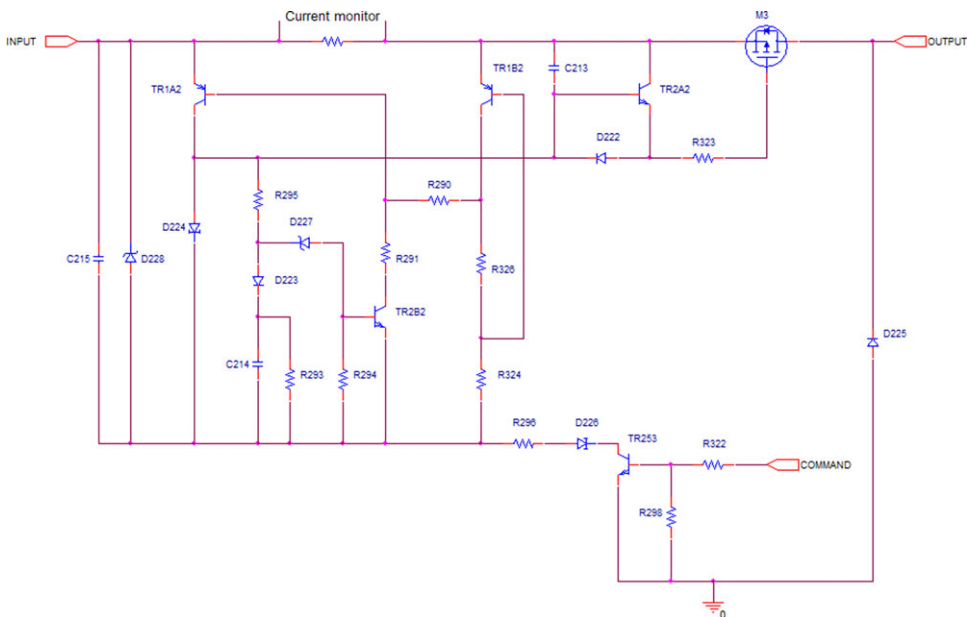 Current monitor
M3
INPUT
OUTPUT
TR1A2
TR1B2
C213
TR2A2
D222
R323
R295
R290
D224
D227
C215
D228
R291
R326
D223
TR2B2
D225
C214
R293
R294
R324
R296
D226
TR253
R322
COMMAND
R298
0